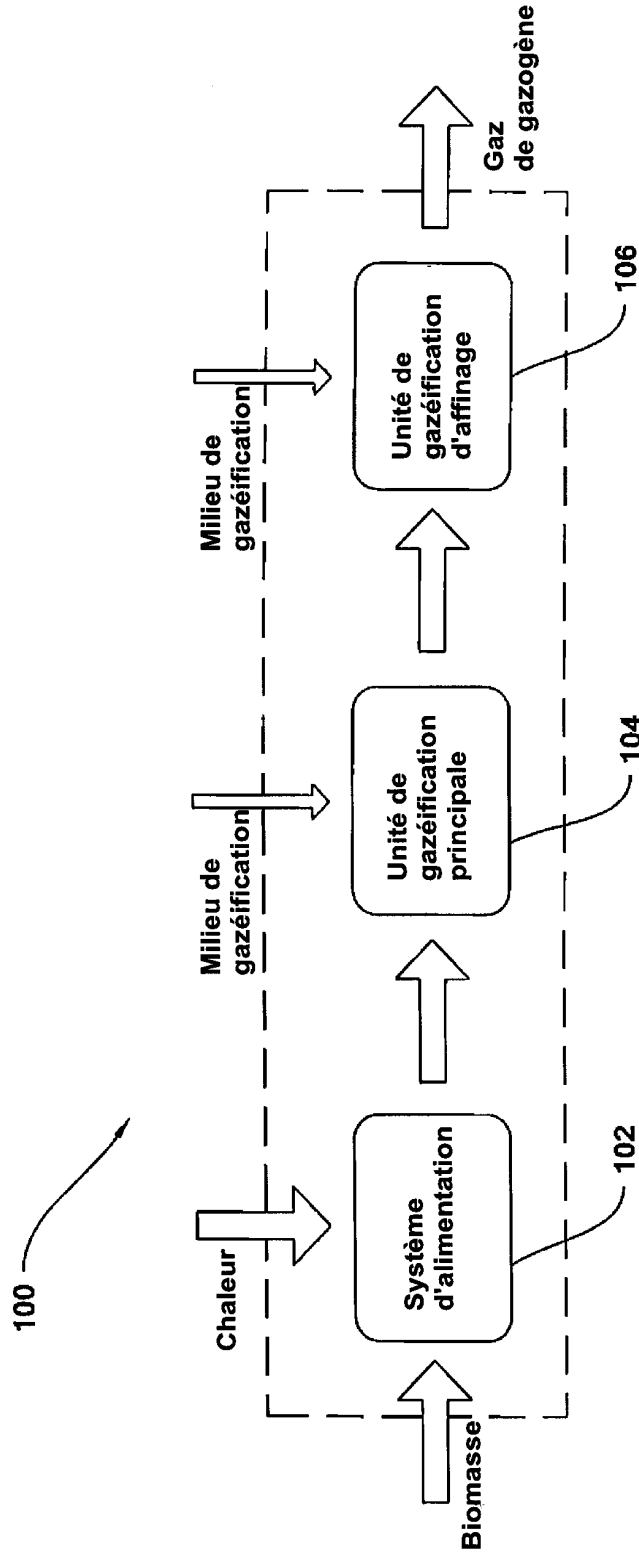 100
Chaleur
Milieu de
gazéification
Milieu de
gazéification
Biomasse
Système
d'alimentation
Unité de
gazéification
principale
Unité de
gazéification
d'affinage
Gaz
de gazogène
102
104
106